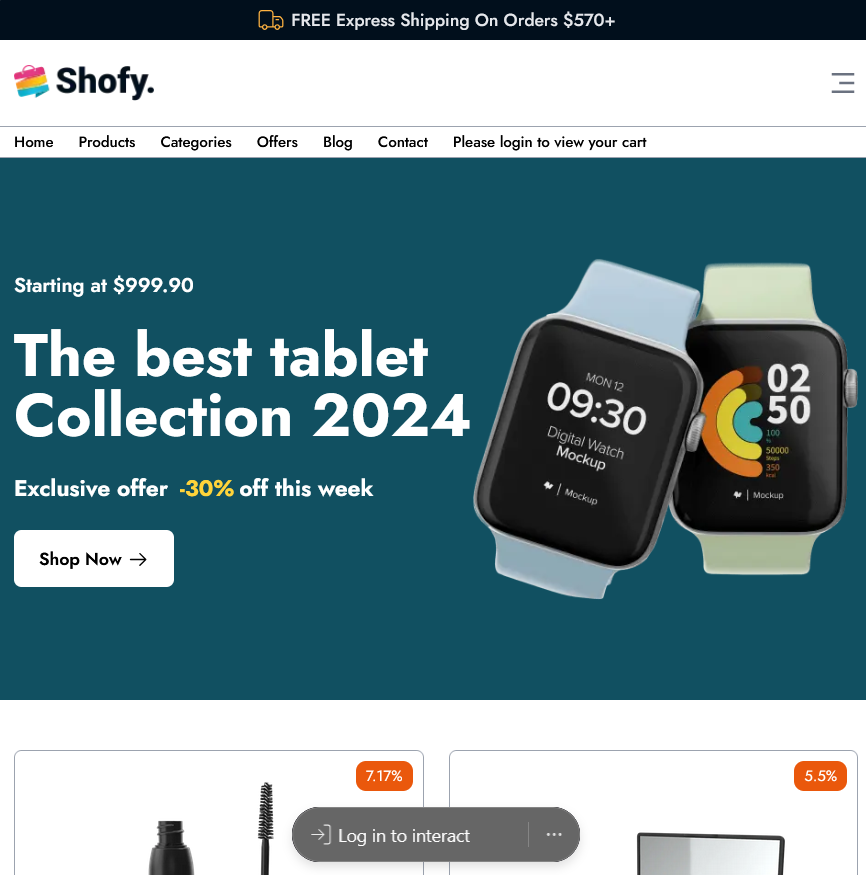 FREE Express Shipping On Orders $570+
Shofy.
Home Products Categories Offers Blog Contact Please login to view your cart
Starting at $999.90
The best tablet
Collection 2024
Exclusive offer -30% off this week
Shop Now
MON 12
09:30
Digital Watch
Mockup
Mockup
02
50
100
50000
Steps
350
kcal
Mockup
7.17%
5.5%
Log in to interact